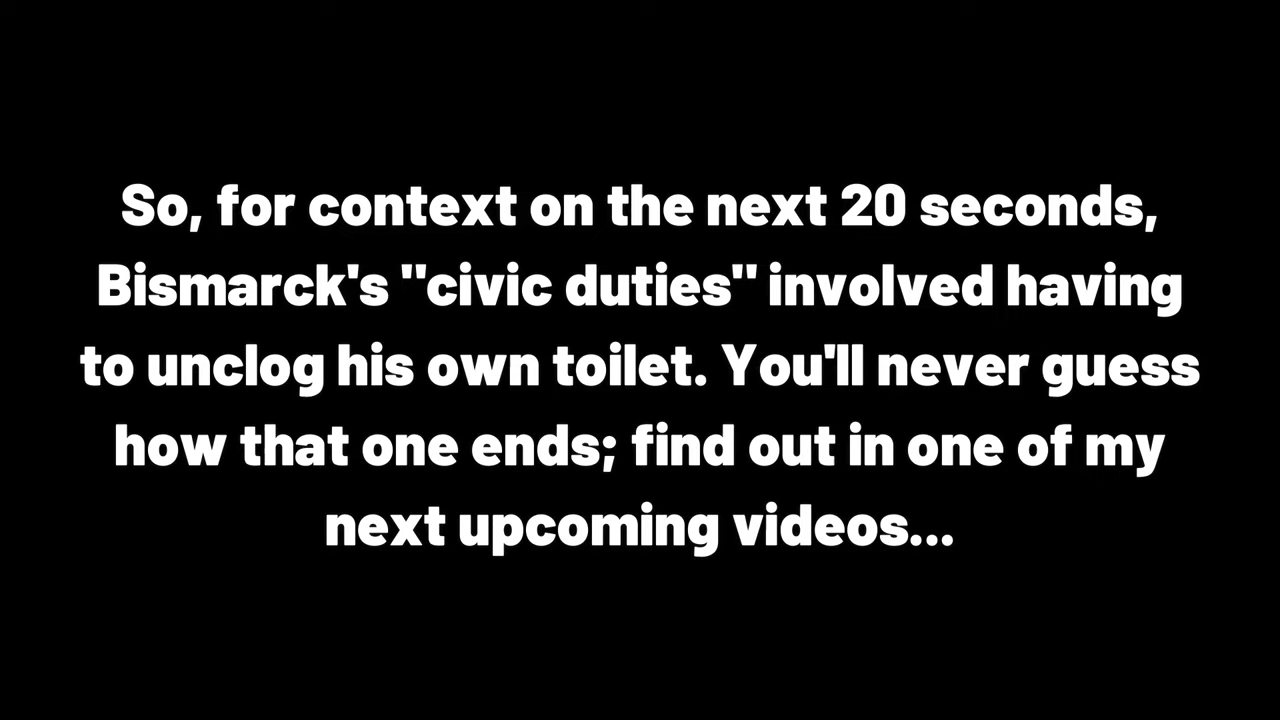 So, for context on the next 20 seconds,
Bismarck's "civic duties" involved having
to unclog his own toilet. You'll never guess
how that one ends; find out in one of my
next upcoming videos...